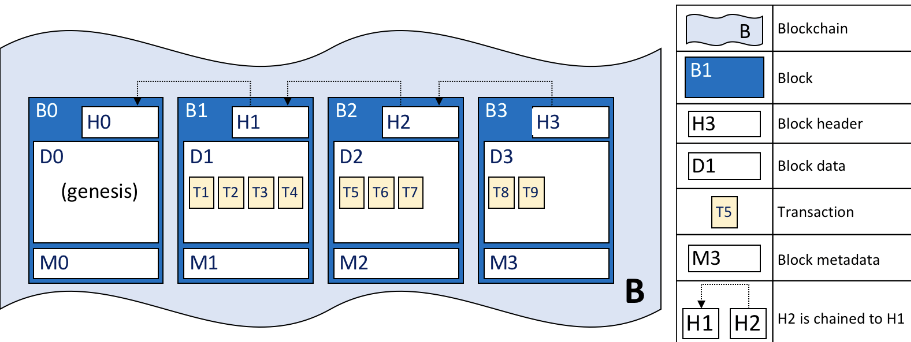 B0
H0
D0
(genesis)
M0
B1
H1
D1
T1 T2 T3 T4
M1
B2
H2
D2
T5 T6 T7
M2
B3
H3
D3
T8 T9
M3
B
B Blockchain
B1 Block
H3 Block header
D1 Block data
T5 Transaction
M3 Block metadata
H1 H2 H2 is chained to H1